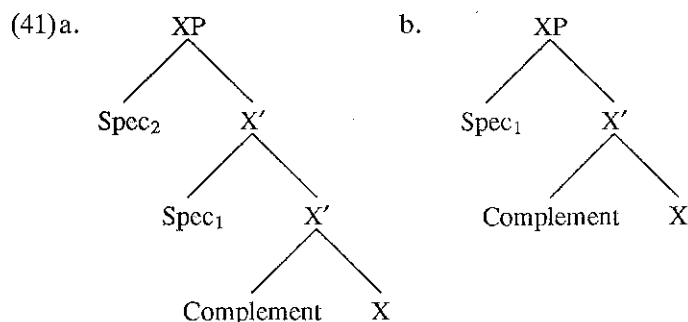 (41) a. XP b. XP
Spec₂ X′ Spec₁ X′
Spec₁ X′ Complement X
Complement X